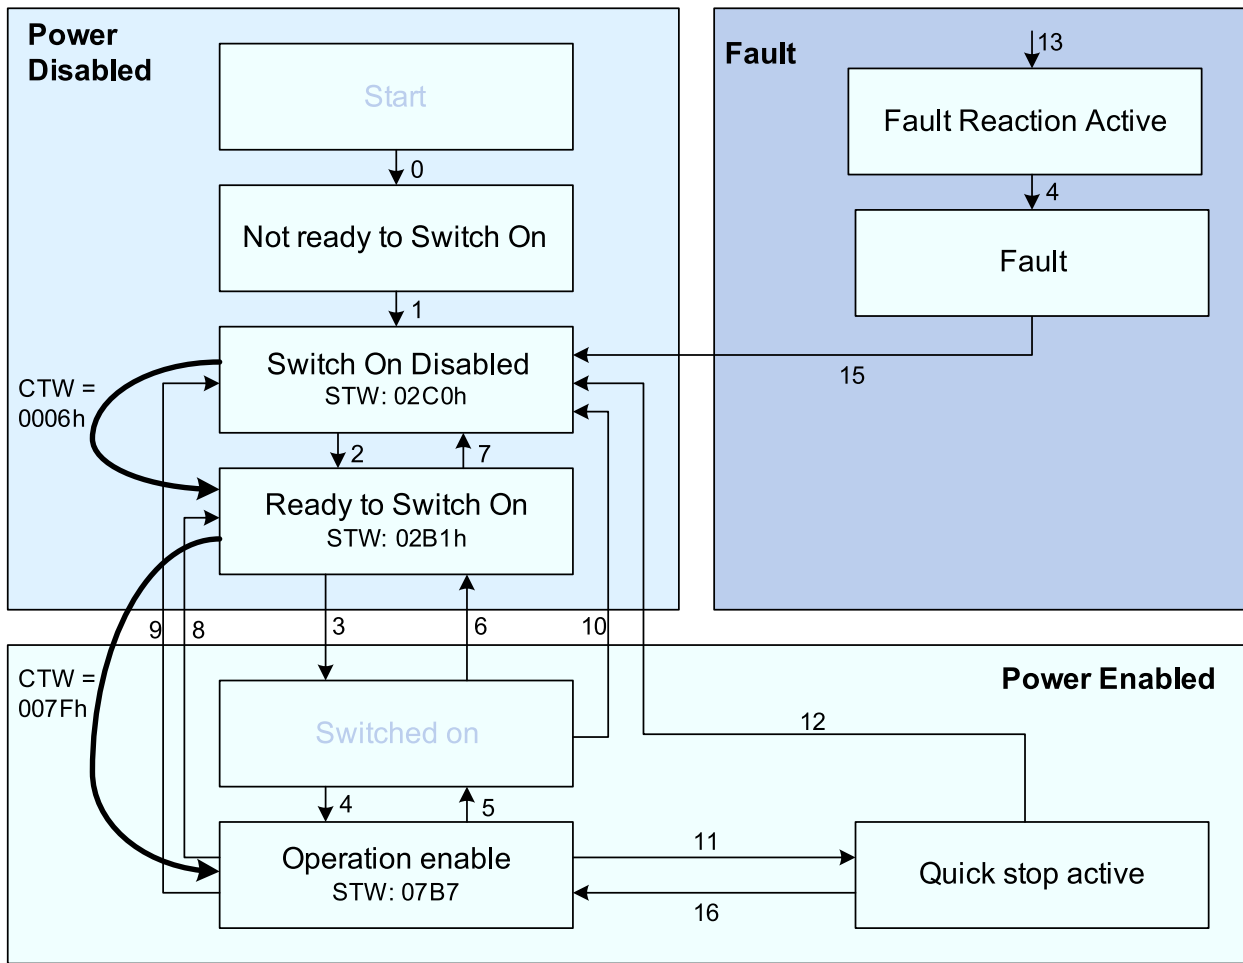 Power
Disabled
Start
0
Not ready to Switch On
1
Switch On Disabled
STW: 02C0h
CTW =
0006h
2
7
Ready to Switch On
STW: 02B1h
Fault
13
Fault Reaction Active
4
Fault
15
9
8
3
6
10
CTW =
007Fh
Power Enabled
Switched on
12
4
5
Operation enable
STW: 07B7
11
16
Quick stop active